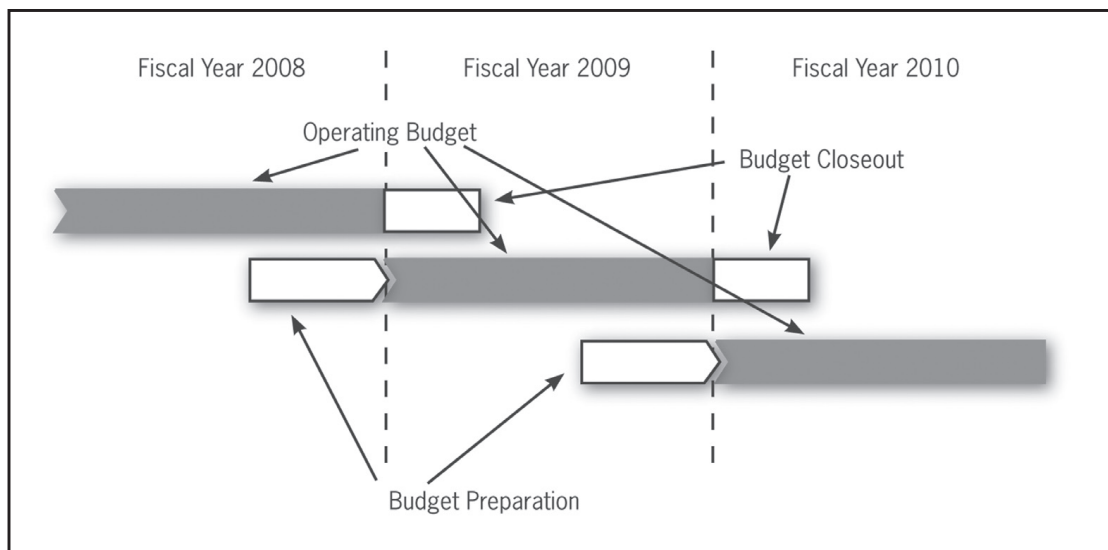 Fiscal Year 2008
Fiscal Year 2009
Fiscal Year 2010
Operating Budget
Budget Closeout
Budget Preparation